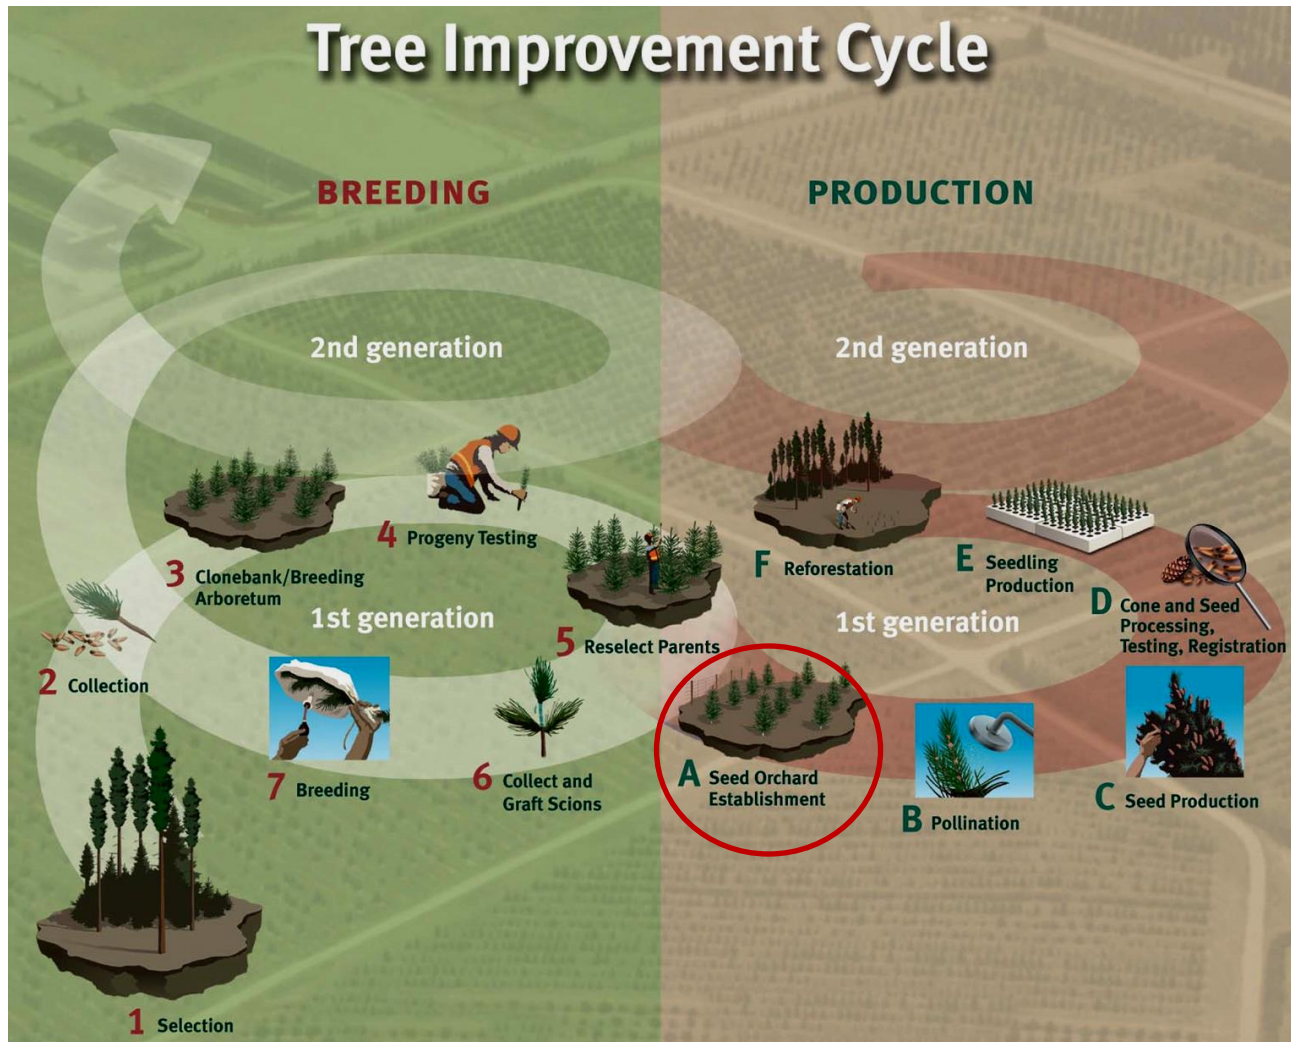 Tree Improvement Cycle
BREEDING
PRODUCTION
2nd generation
2nd generation
4 Progeny Testing
3 Clonebank/Breeding
Arboretum
F Reforestation
E Seedling
Production
D Cone and Seed
Processing,
Testing, Registration
1st generation
1st generation
5 Reselect Parents
2 Collection
7 Breeding
6 Collect and
Graft Scions
A Seed Orchard
Establishment
B Pollination
C Seed Production
1 Selection